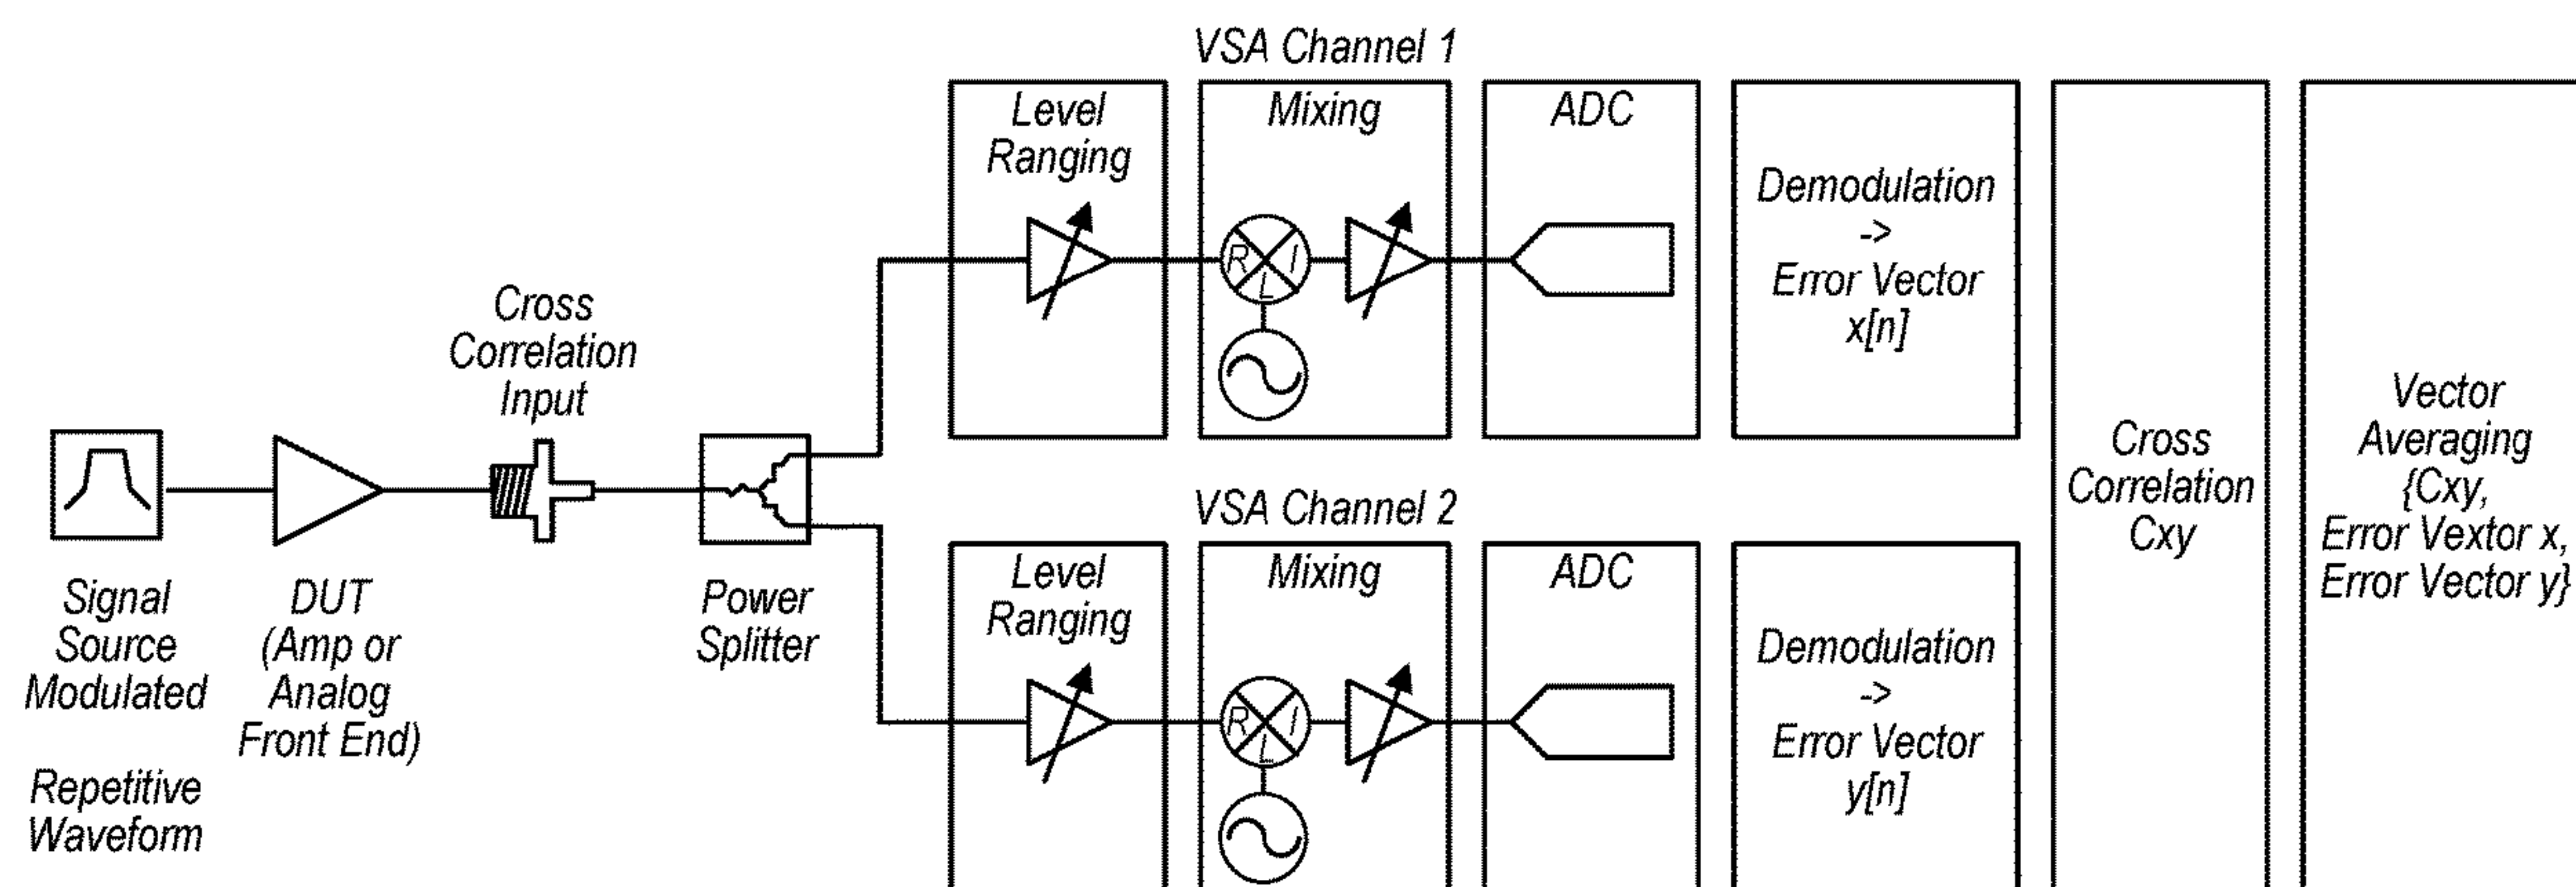 VSA Channel 1
Level
Ranging
Mixing
R
I
L
ADC
Demodulation
->
Error Vector
x[n]
Cross
Correlation
Input
Signal
Source
Modulated
Repetitive
Waveform
DUT
(Amp or
Analog
Front End)
Power
Splitter
VSA Channel 2
Level
Ranging
Mixing
R
I
L
ADC
Demodulation
->
Error Vector
y[n]
Cross
Correlation
Cxy
Vector
Averaging
{Cxy,
Error Vextor x,
Error Vector y}